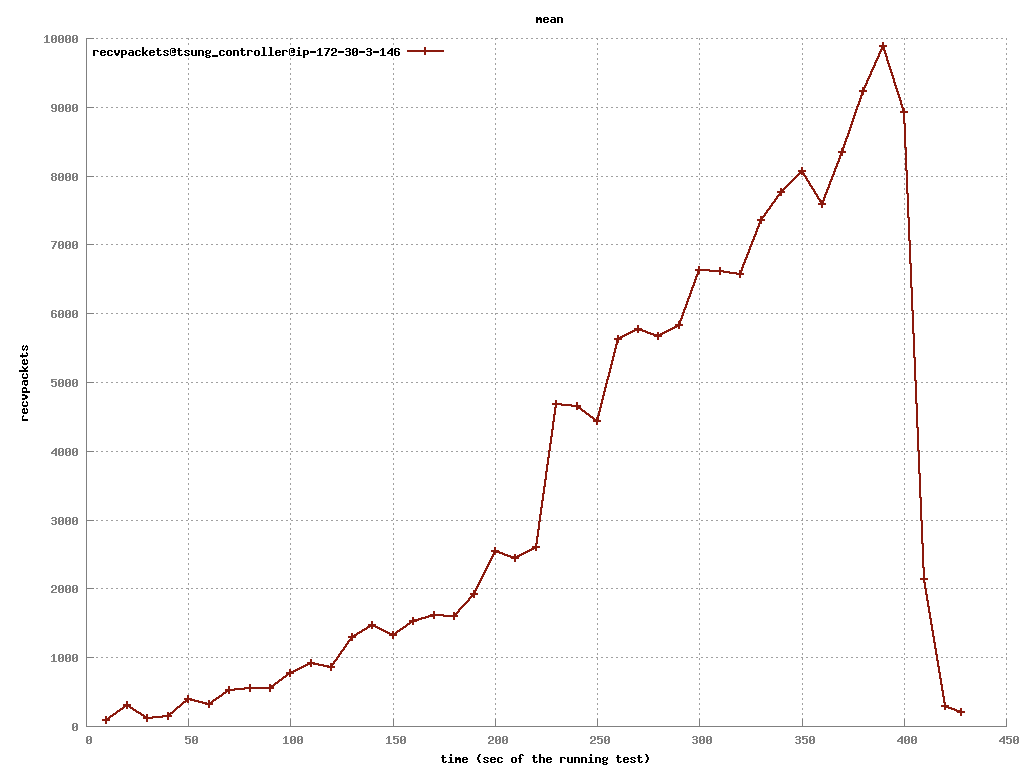 mean
recvpackets@tsung_controller@ip-172-30-3-146
10000
9000
8000
7000
6000
5000
4000
3000
2000
1000
0
recvpackets
0 50 100 150 200 250 300 350 400 450
time (sec of the running test)